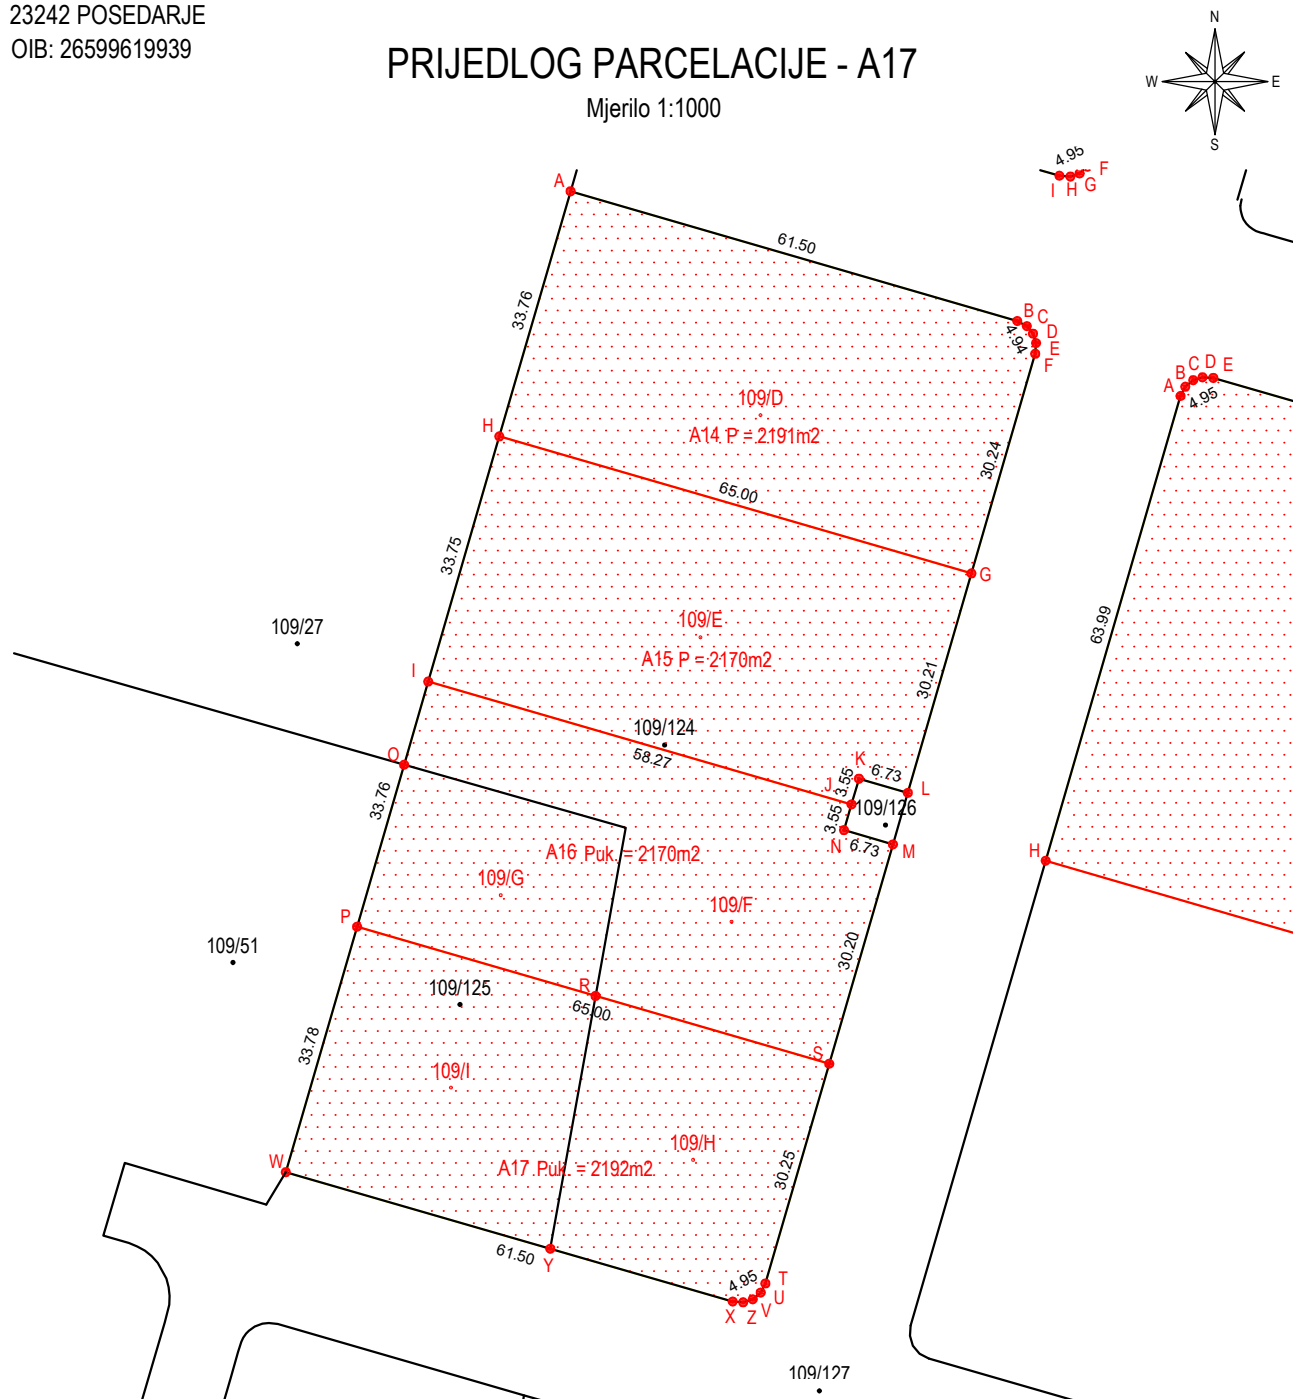 23242 POSEDARJE
OIB: 26599619939
PRIJEDLOG PARCELACIJE - A17
Mjerilo 1:1000
N
W
E
S
4.95
F
I
H
G
A
61.50
33.76
B
C
D
E
F
4.94
A
B
C
D
E
4.95
109/D
A14 P = 2191m2
H
30.24
65.00
33.75
G
63.99
109/27
109/E
A15 P = 2170m2
I
30.21
109/124
58.27
O
K
6.73
L
J
3.55
33.76
109/126
3.55
N
6.73
M
H
A16 Puk. = 2170m2
109/G
109/F
P
109/51
30.20
109/125
R
65.00
33.78
S
109/I
109/H
W
A17 Puk. = 2192m2
30.25
61.50
Y
4.95
T
U
V
Z
X
109/127